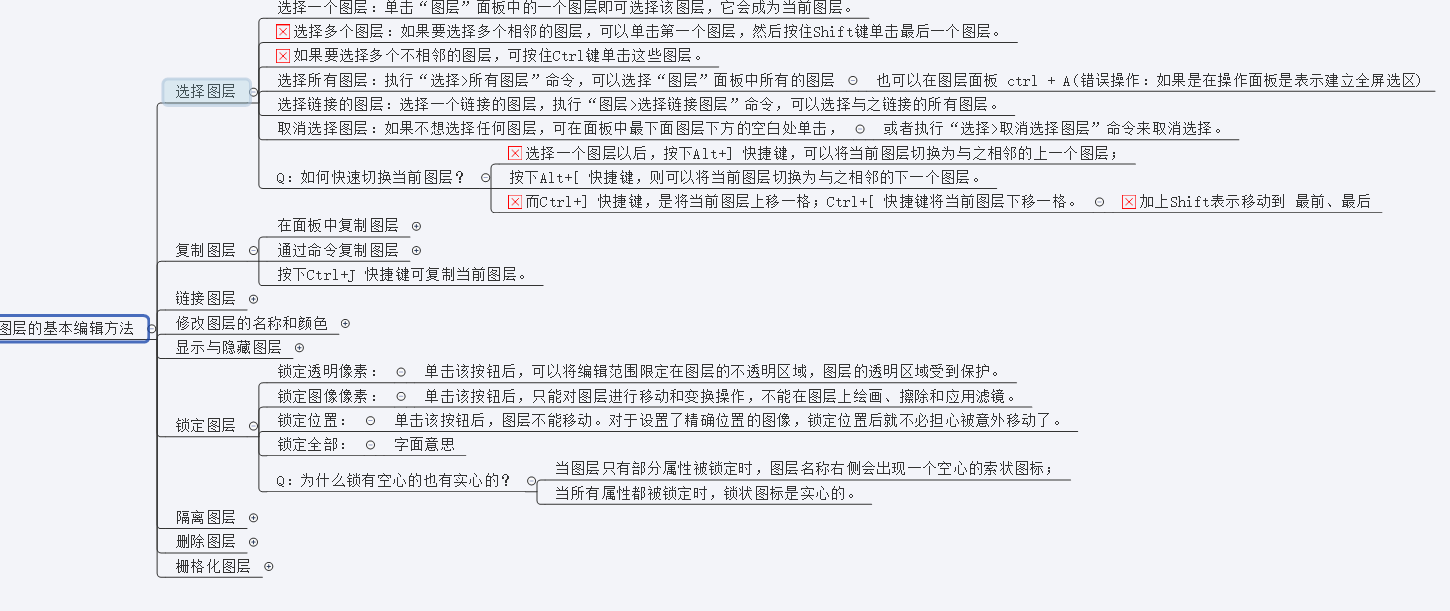 选择一个图层：单击“图层”面板中的一个图层即可选择该图层，它会成为当前图层。
选择多个图层：如果要选择多个相邻的图层，可以单击第一个图层，然后按住Shift键单击最后一个图层。
如果要选择多个不相邻的图层，可按住Ctrl键单击这些图层。
选择图层
选择所有图层：执行“选择>所有图层”命令，可以选择“图层”面板中所有的图层 也可以在图层面板 ctrl + A(错误操作：如果是在操作面板是表示建立全屏选区)
选择链接的图层：选择一个链接的图层，执行“图层>选择链接图层”命令，可以选择与之链接的所有图层。
取消选择图层：如果不想选择任何图层，可在面板中最下面图层下方的空白处单击， 或者执行“选择>取消选择图层”命令来取消选择。
Q：如何快速切换当前图层？
选择一个图层以后，按下Alt+] 快捷键，可以将当前图层切换为与之相邻的上一个图层；
按下Alt+[ 快捷键，则可以将当前图层切换为与之相邻的下一个图层。
而Ctrl+] 快捷键，是将当前图层上移一格；Ctrl+[ 快捷键将当前图层下移一格。 加上Shift表示移动到 最前、最后
复制图层
在面板中复制图层
通过命令复制图层
按下Ctrl+J 快捷键可复制当前图层。
链接图层
图层的基本编辑方法
修改图层的名称和颜色
显示与隐藏图层
锁定图层
锁定透明像素： 单击该按钮后，可以将编辑范围限定在图层的不透明区域，图层的透明区域受到保护。
锁定图像像素： 单击该按钮后，只能对图层进行移动和变换操作，不能在图层上绘画、擦除和应用滤镜。
锁定位置： 单击该按钮后，图层不能移动。对于设置了精确位置的图像，锁定位置后就不必担心被意外移动了。
锁定全部： 字面意思
Q：为什么锁有空心的也有实心的？
当图层只有部分属性被锁定时，图层名称右侧会出现一个空心的索状图标；
当所有属性都被锁定时，锁状图标是实心的。
隔离图层
删除图层
栅格化图层